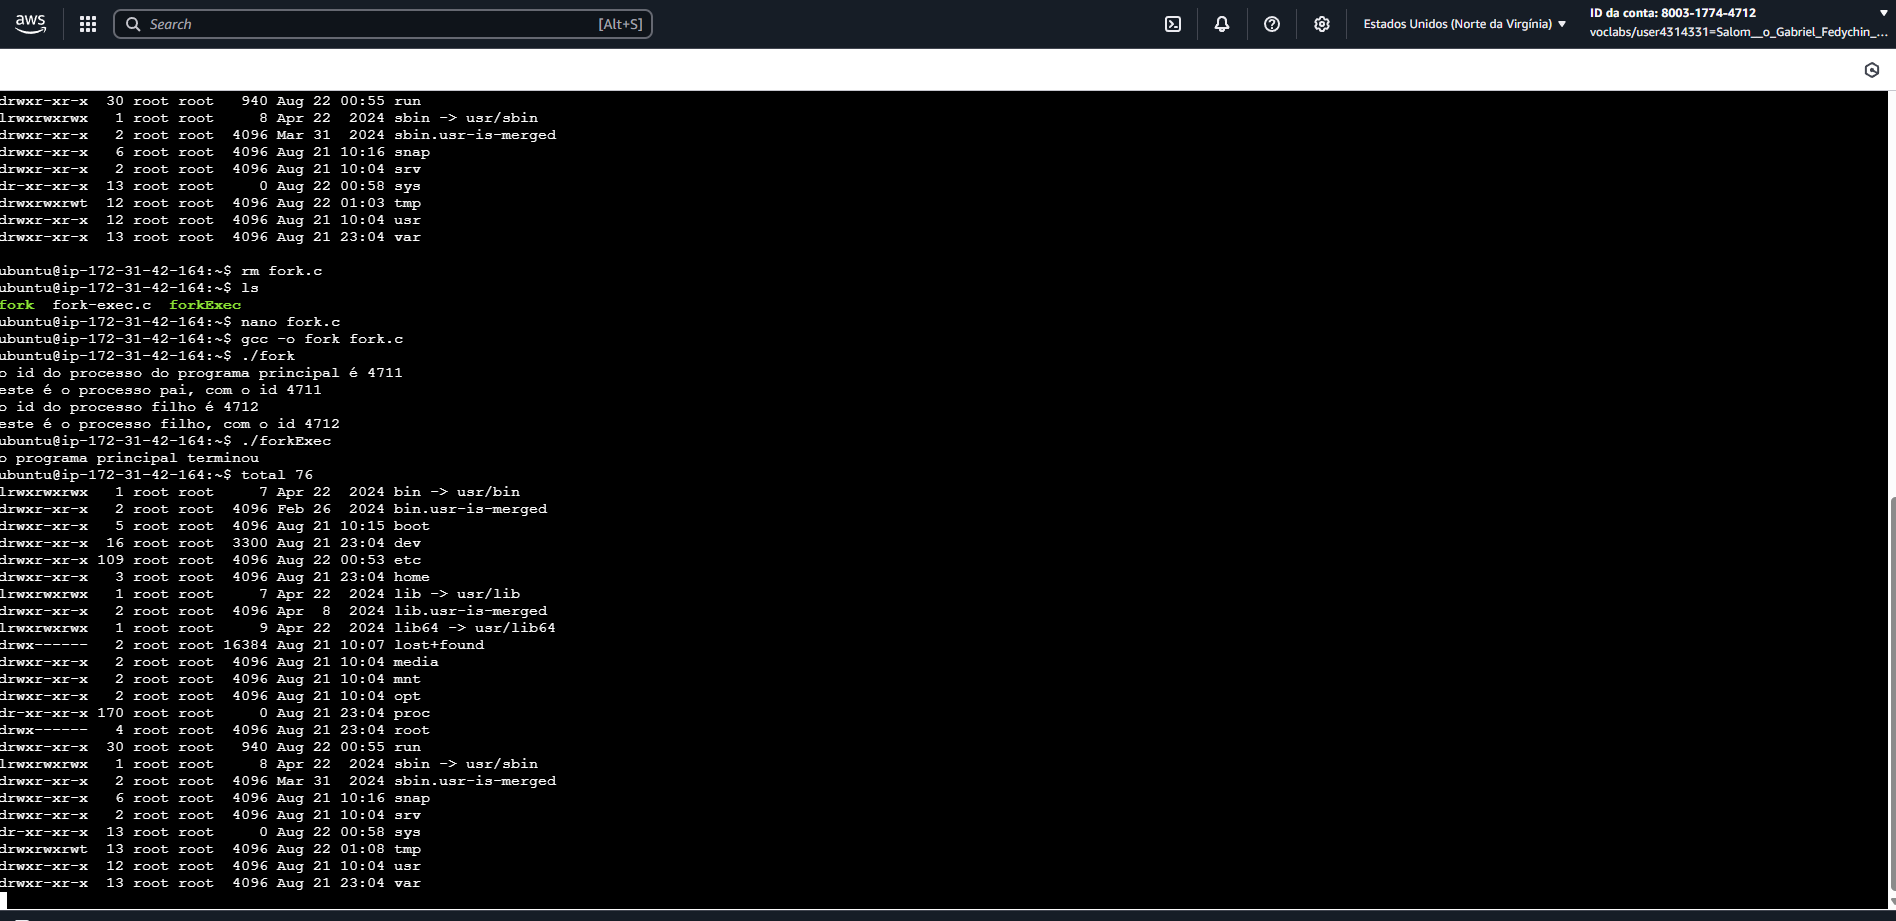 aws
Search [Alt+S]
Estados Unidos (Norte da Virgínia)
ID da conta: 8003-1774-4712
voclabs/user4314331=Salom__o_Gabriel_Fedychin_...
drwxr-xr-x  30 root root   940 Aug 22 00:55 run
lrwxrwxrwx   1 root root     8 Apr 22  2024 sbin -> usr/sbin
drwxr-xr-x   2 root root  4096 Mar 31  2024 sbin.usr-is-merged
drwxr-xr-x   6 root root  4096 Aug 21 10:16 snap
drwxr-xr-x   2 root root  4096 Aug 21 10:04 srv
dr-xr-xr-x  13 root root     0 Aug 22 00:58 sys
drwxrwxrwt  12 root root  4096 Aug 22 01:03 tmp
drwxr-xr-x  12 root root  4096 Aug 21 10:04 usr
drwxr-xr-x  13 root root  4096 Aug 21 23:04 var
ubuntu@ip-172-31-42-164:~$ rm fork.c
ubuntu@ip-172-31-42-164:~$ ls
fork  fork-exec.c  forkExec
ubuntu@ip-172-31-42-164:~$ nano fork.c
ubuntu@ip-172-31-42-164:~$ gcc -o fork fork.c
ubuntu@ip-172-31-42-164:~$ ./fork
o id do processo do programa principal é 4711
este é o processo pai, com o id 4711
o id do processo filho é 4712
este é o processo filho, com o id 4712
ubuntu@ip-172-31-42-164:~$ ./forkExec
o programa principal terminou
ubuntu@ip-172-31-42-164:~$ total 76
lrwxrwxrwx   1 root root     7 Apr 22  2024 bin -> usr/bin
drwxr-xr-x   2 root root  4096 Feb 26  2024 bin.usr-is-merged
drwxr-xr-x   5 root root  4096 Aug 21 10:15 boot
drwxr-xr-x  16 root root  3300 Aug 21 23:04 dev
drwxr-xr-x 109 root root  4096 Aug 22 00:53 etc
drwxr-xr-x   3 root root  4096 Aug 21 23:04 home
lrwxrwxrwx   1 root root     7 Apr 22  2024 lib -> usr/lib
drwxr-xr-x   2 root root  4096 Apr  8  2024 lib.usr-is-merged
lrwxrwxrwx   1 root root     9 Apr 22  2024 lib64 -> usr/lib64
drwx------   2 root root 16384 Aug 21 10:07 lost+found
drwxr-xr-x   2 root root  4096 Aug 21 10:04 media
drwxr-xr-x   2 root root  4096 Aug 21 10:04 mnt
drwxr-xr-x   2 root root  4096 Aug 21 10:04 opt
dr-xr-xr-x 170 root root     0 Aug 21 23:04 proc
drwx------   4 root root  4096 Aug 21 23:04 root
drwxr-xr-x  30 root root   940 Aug 22 00:55 run
lrwxrwxrwx   1 root root     8 Apr 22  2024 sbin -> usr/sbin
drwxr-xr-x   2 root root  4096 Mar 31  2024 sbin.usr-is-merged
drwxr-xr-x   6 root root  4096 Aug 21 10:16 snap
drwxr-xr-x   2 root root  4096 Aug 21 10:04 srv
dr-xr-xr-x  13 root root     0 Aug 22 00:58 sys
drwxrwxrwt  13 root root  4096 Aug 22 01:08 tmp
drwxr-xr-x  12 root root  4096 Aug 21 10:04 usr
drwxr-xr-x  13 root root  4096 Aug 21 23:04 var